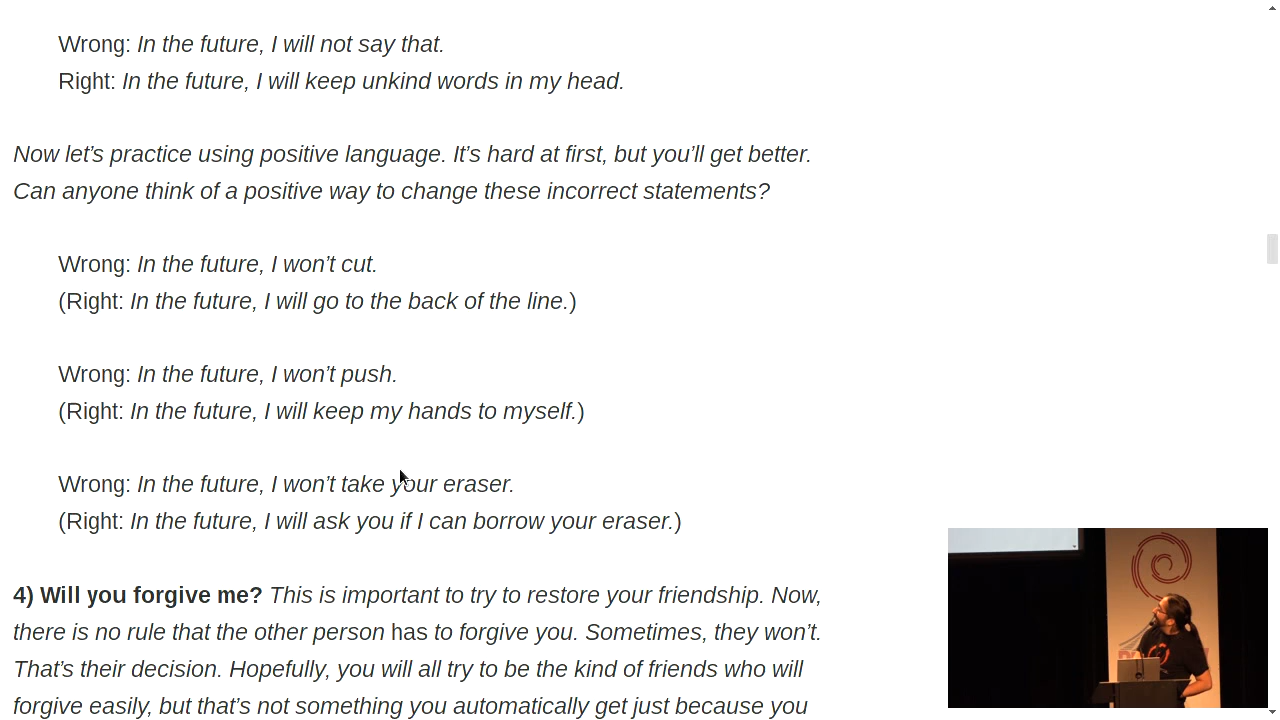 Wrong: In the future, I will not say that.
Right: In the future, I will keep unkind words in my head.
Now let’s practice using positive language. It’s hard at first, but you’ll get better.
Can anyone think of a positive way to change these incorrect statements?
Wrong: In the future, I won’t cut.
(Right: In the future, I will go to the back of the line.)
Wrong: In the future, I won’t push.
(Right: In the future, I will keep my hands to myself.)
Wrong: In the future, I won’t take your eraser.
(Right: In the future, I will ask you if I can borrow your eraser.)
4) Will you forgive me? This is important to try to restore your friendship. Now,
there is no rule that the other person has to forgive you. Sometimes, they won’t.
That’s their decision. Hopefully, you will all try to be the kind of friends who will
forgive easily, but that’s not something you automatically get just because you